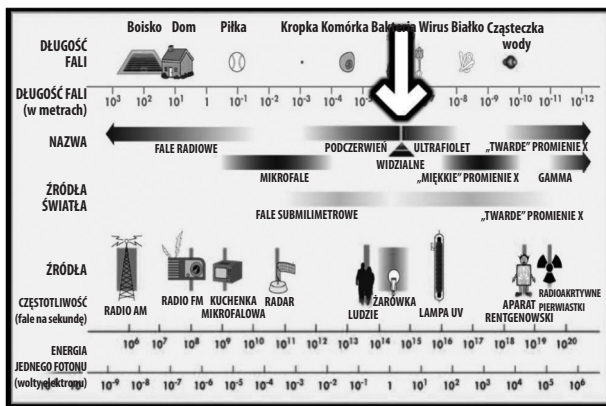 Boisko Dom Piłka Kropka Komórka Bakteria Wirus Białko Cząsteczka
wody
DŁUGOŚĆ
FALI
DŁUGOŚĆ FALI
(w metrach)
10³ 10² 10¹ 1 10⁻¹ 10⁻² 10⁻³ 10⁻⁴ 10⁻⁵ 10⁻⁷ 10⁻⁸ 10⁻⁹ 10⁻¹⁰ 10⁻¹¹ 10⁻¹²
NAZWA
FALE RADIOWE
PODCZERWIEŃ
ULTRAFIOLET
„TWARDE” PROMIENIE X
WIDZIALNE
MIKROFALE
„MIĘKKIE” PROMIENIE X
GAMMA
ŹRÓDŁA
ŚWIATŁA
FALE SUBMILIMETROWE
„TWARDE” PROMIENIE X
ŹRÓDŁA
RADIO AM
RADIO FM
KUCHENKA
MIKROFALOWA
RADAR
LUDZIE
ŻARÓWKA
LAMPA UV
APARAT
RENTGENOWSKI
RADIOAKRTYWNE
PIERWIASTKI
CZĘSTOTLIWOŚĆ
(fale na sekundę)
10⁶ 10⁷ 10⁸ 10⁹ 10¹⁰ 10¹¹ 10¹² 10¹³ 10¹⁴ 10¹⁵ 10¹⁶ 10¹⁷ 10¹⁸ 10¹⁹ 10²⁰
ENERGIA
JEDNEGO FOTONU
(wolty elektronu)
10⁻⁹ 10⁻⁸ 10⁻⁷ 10⁻⁶ 10⁻⁵ 10⁻⁴ 10⁻³ 10⁻² 10⁻¹ 1 10¹ 10² 10³ 10⁴ 10⁵ 10⁶